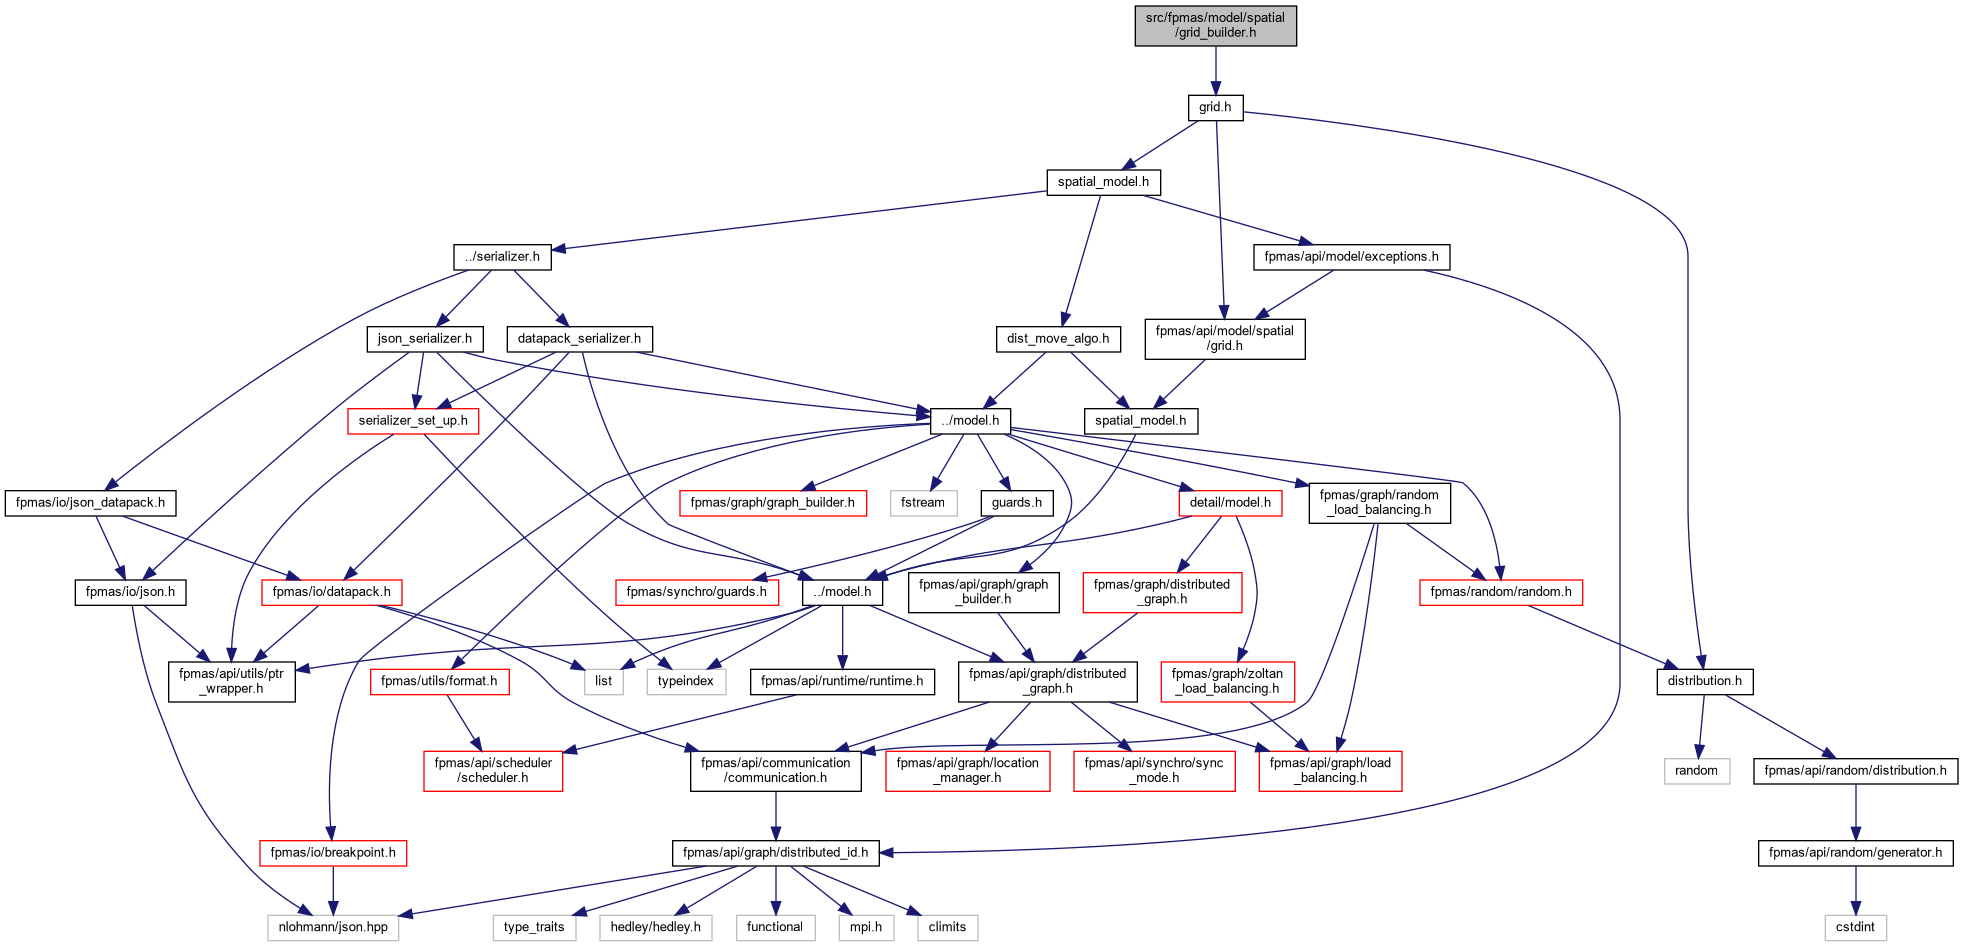 src/fpmas/model/spatial
/grid_builder.h
grid.h
spatial_model.h
../serializer.h
fpmas/api/model/exceptions.h
json_serializer.h
datapack_serializer.h
dist_move_algo.h
fpmas/api/model/spatial
/grid.h
serializer_set_up.h
../model.h
spatial_model.h
fpmas/io/json_datapack.h
fpmas/graph/graph_builder.h
fstream
guards.h
detail/model.h
fpmas/graph/random
_load_balancing.h
fpmas/io/json.h
fpmas/io/datapack.h
fpmas/synchro/guards.h
../model.h
fpmas/api/graph/graph
_builder.h
fpmas/graph/distributed
_graph.h
fpmas/random/random.h
fpmas/api/utils/ptr
_wrapper.h
fpmas/utils/format.h
list
typeindex
fpmas/api/runtime/runtime.h
fpmas/api/graph/distributed
_graph.h
fpmas/graph/zoltan
_load_balancing.h
distribution.h
fpmas/api/scheduler
/scheduler.h
fpmas/api/communication
/communication.h
fpmas/api/graph/location
_manager.h
fpmas/api/synchro/sync
_mode.h
fpmas/api/graph/load
_balancing.h
random
fpmas/api/random/distribution.h
fpmas/io/breakpoint.h
fpmas/api/graph/distributed_id.h
fpmas/api/random/generator.h
nlohmann/json.hpp
type_traits
hedley/hedley.h
functional
mpi.h
climits
cstdint